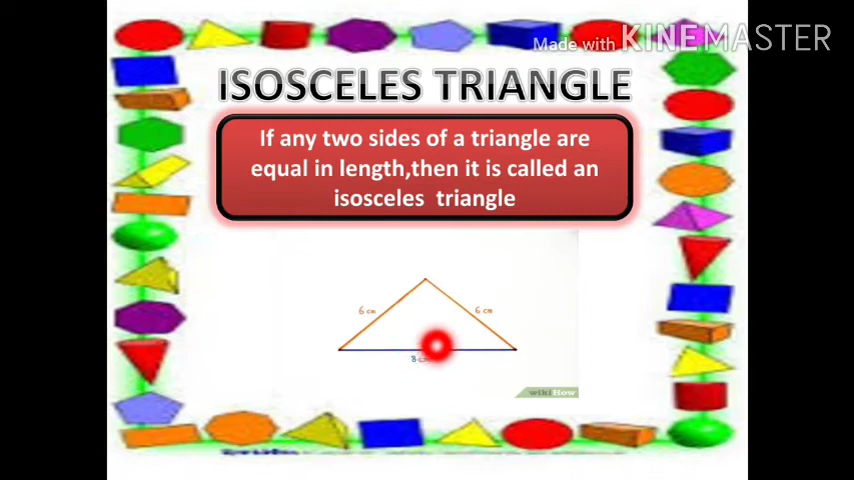 Made with KINEMASTER
ISOSCELES TRIANGLE
If any two sides of a triangle are
equal in length,then it is called an
isosceles triangle
6 cm
6 cm
8
wikiHow